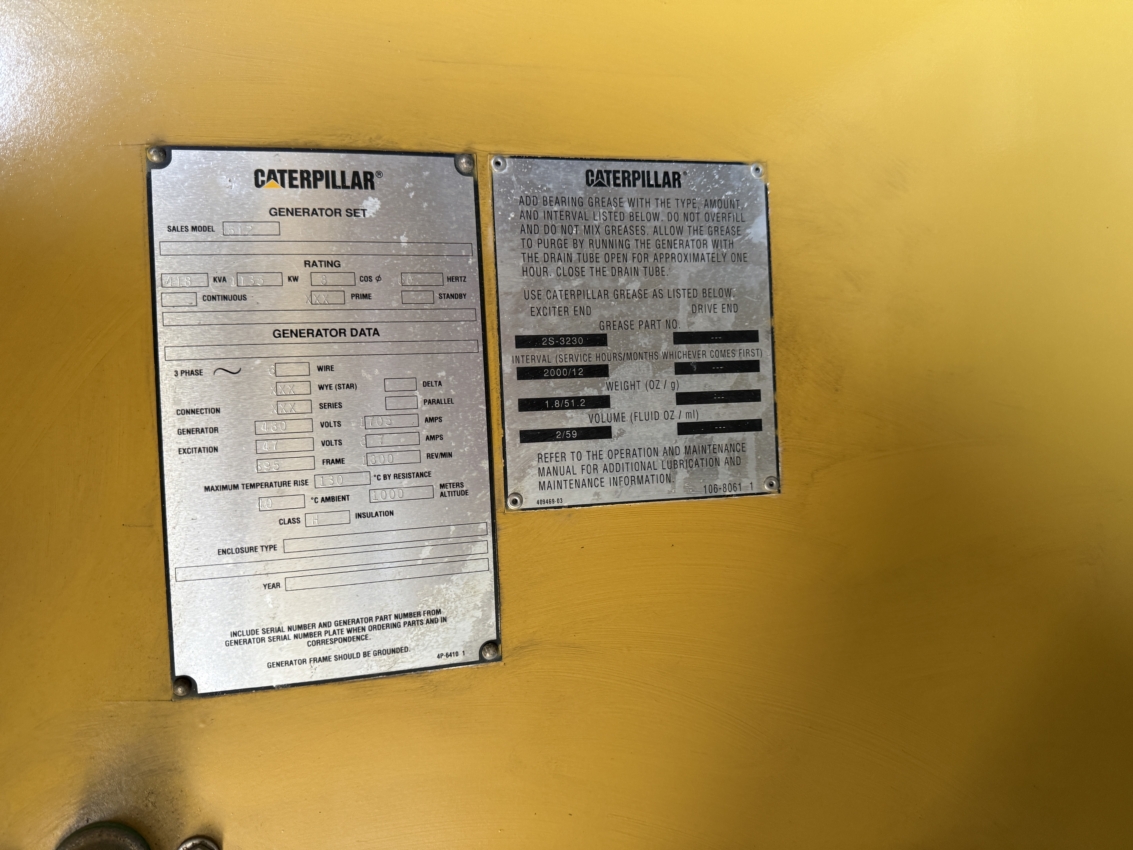 CATERPILLAR®
GENERATOR SET
SALES MODEL
RATING
KVA KW COS φ HERTZ
CONTINUOUS XX PRIME STANDBY
GENERATOR DATA
3 PHASE ~ WIRE
XX WYE (STAR) DELTA
CONNECTION XX SERIES PARALLEL
GENERATOR VOLTS AMPS
EXCITATION VOLTS AMPS
FRAME REV/MIN
MAXIMUM TEMPERATURE RISE 130 °C BY RESISTANCE
°C AMBIENT 1000 METERS ALTITUDE
CLASS INSULATION
ENCLOSURE TYPE
YEAR
INCLUDE SERIAL NUMBER AND GENERATOR PART NUMBER FROM
GENERATOR SERIAL NUMBER PLATE WHEN ORDERING PARTS AND IN
CORRESPONDENCE.
GENERATOR FRAME SHOULD BE GROUNDED.
4P-6410 1
CATERPILLAR®
ADD BEARING GREASE WITH THE TYPE, AMOUNT,
AND INTERVAL LISTED BELOW. DO NOT OVERFILL
AND DO NOT MIX GREASES. ALLOW THE GREASE
TO PURGE BY RUNNING THE GENERATOR WITH
THE DRAIN TUBE OPEN FOR APPROXIMATELY ONE
HOUR. CLOSE THE DRAIN TUBE.
USE CATERPILLAR GREASE AS LISTED BELOW.
EXCITER END DRIVE END
GREASE PART NO.
2S-3230 ---
INTERVAL (SERVICE HOURS/MONTHS WHICHEVER COMES FIRST)
2000/12 ---
WEIGHT (OZ / g)
1.8/51.2 ---
VOLUME (FLUID OZ / ml)
2/59 ---
REFER TO THE OPERATION AND MAINTENANCE
MANUAL FOR ADDITIONAL LUBRICATION AND
MAINTENANCE INFORMATION.
106-8061 1
489469-03